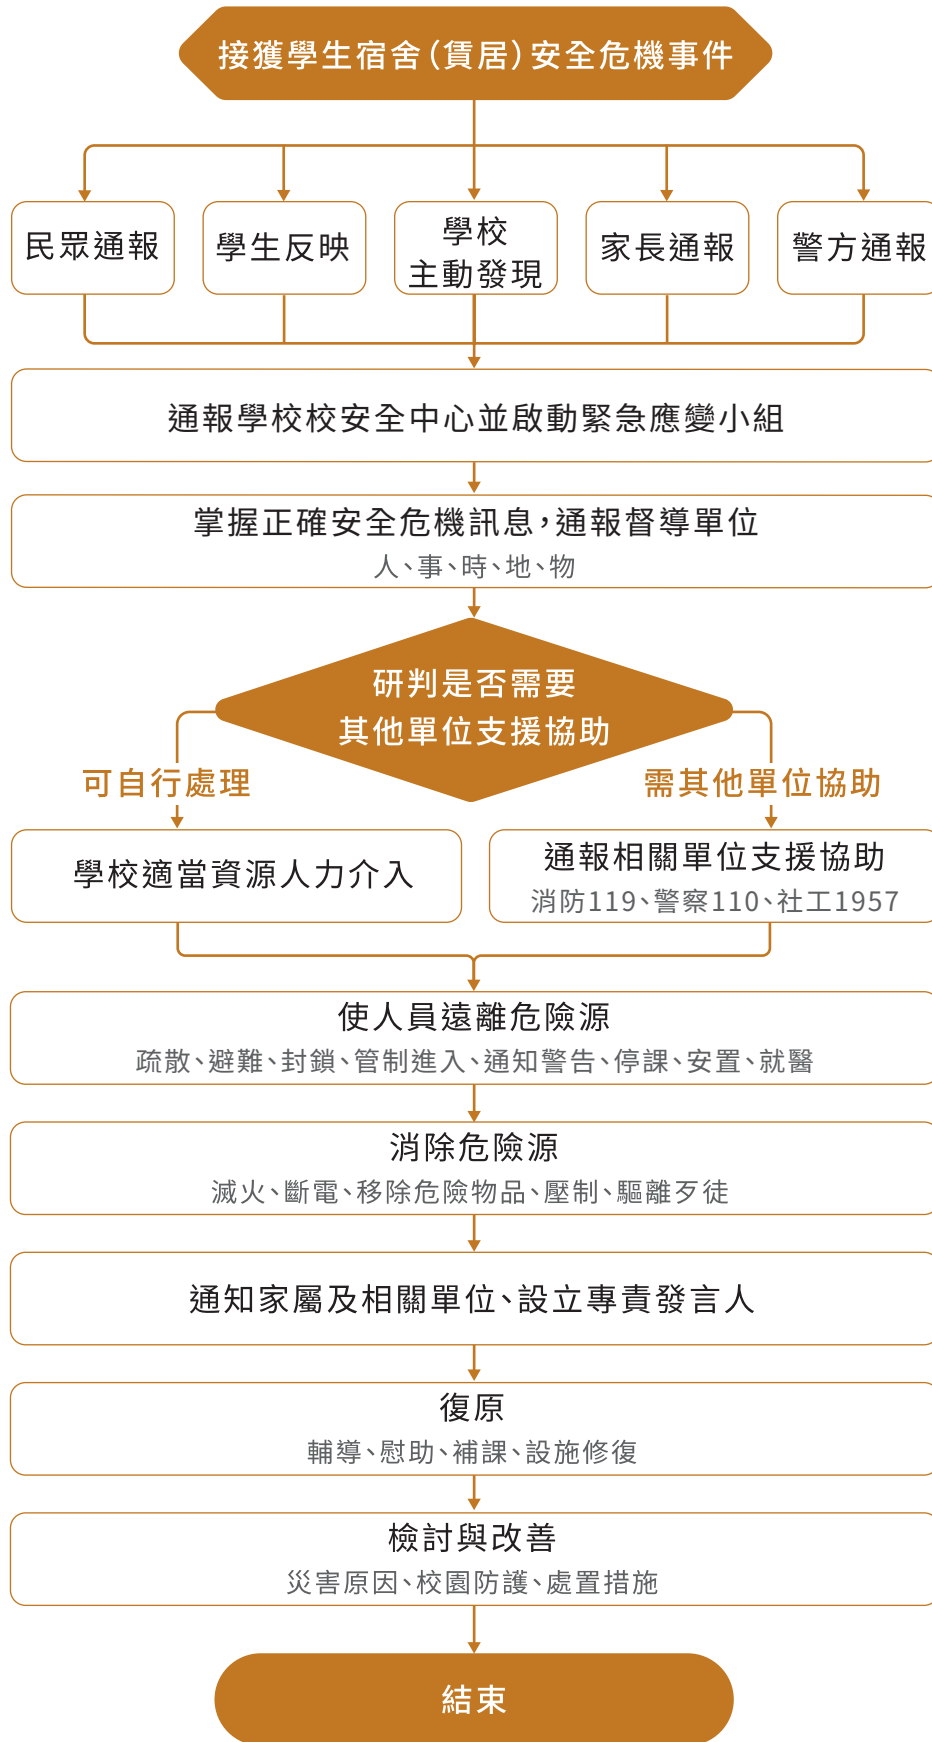 接獲學生宿舍(賃居)安全危機事件
民眾通報
學生反映
學校
主動發現
家長通報
警方通報
通報學校校安全中心並啟動緊急應變小組
掌握正確安全危機訊息,通報督導單位
人、事、時、地、物
研判是否需要
其他單位支援協助
可自行處理
需其他單位協助
學校適當資源人力介入
通報相關單位支援協助
消防119、警察110、社工1957
使人員遠離危險源
疏散、避難、封鎖、管制進入、通知警告、停課、安置、就醫
消除危險源
滅火、斷電、移除危險物品、壓制、驅離歹徒
通知家屬及相關單位、設立專責發言人
復原
輔導、慰助、補課、設施修復
檢討與改善
災害原因、校園防護、處置措施
結束